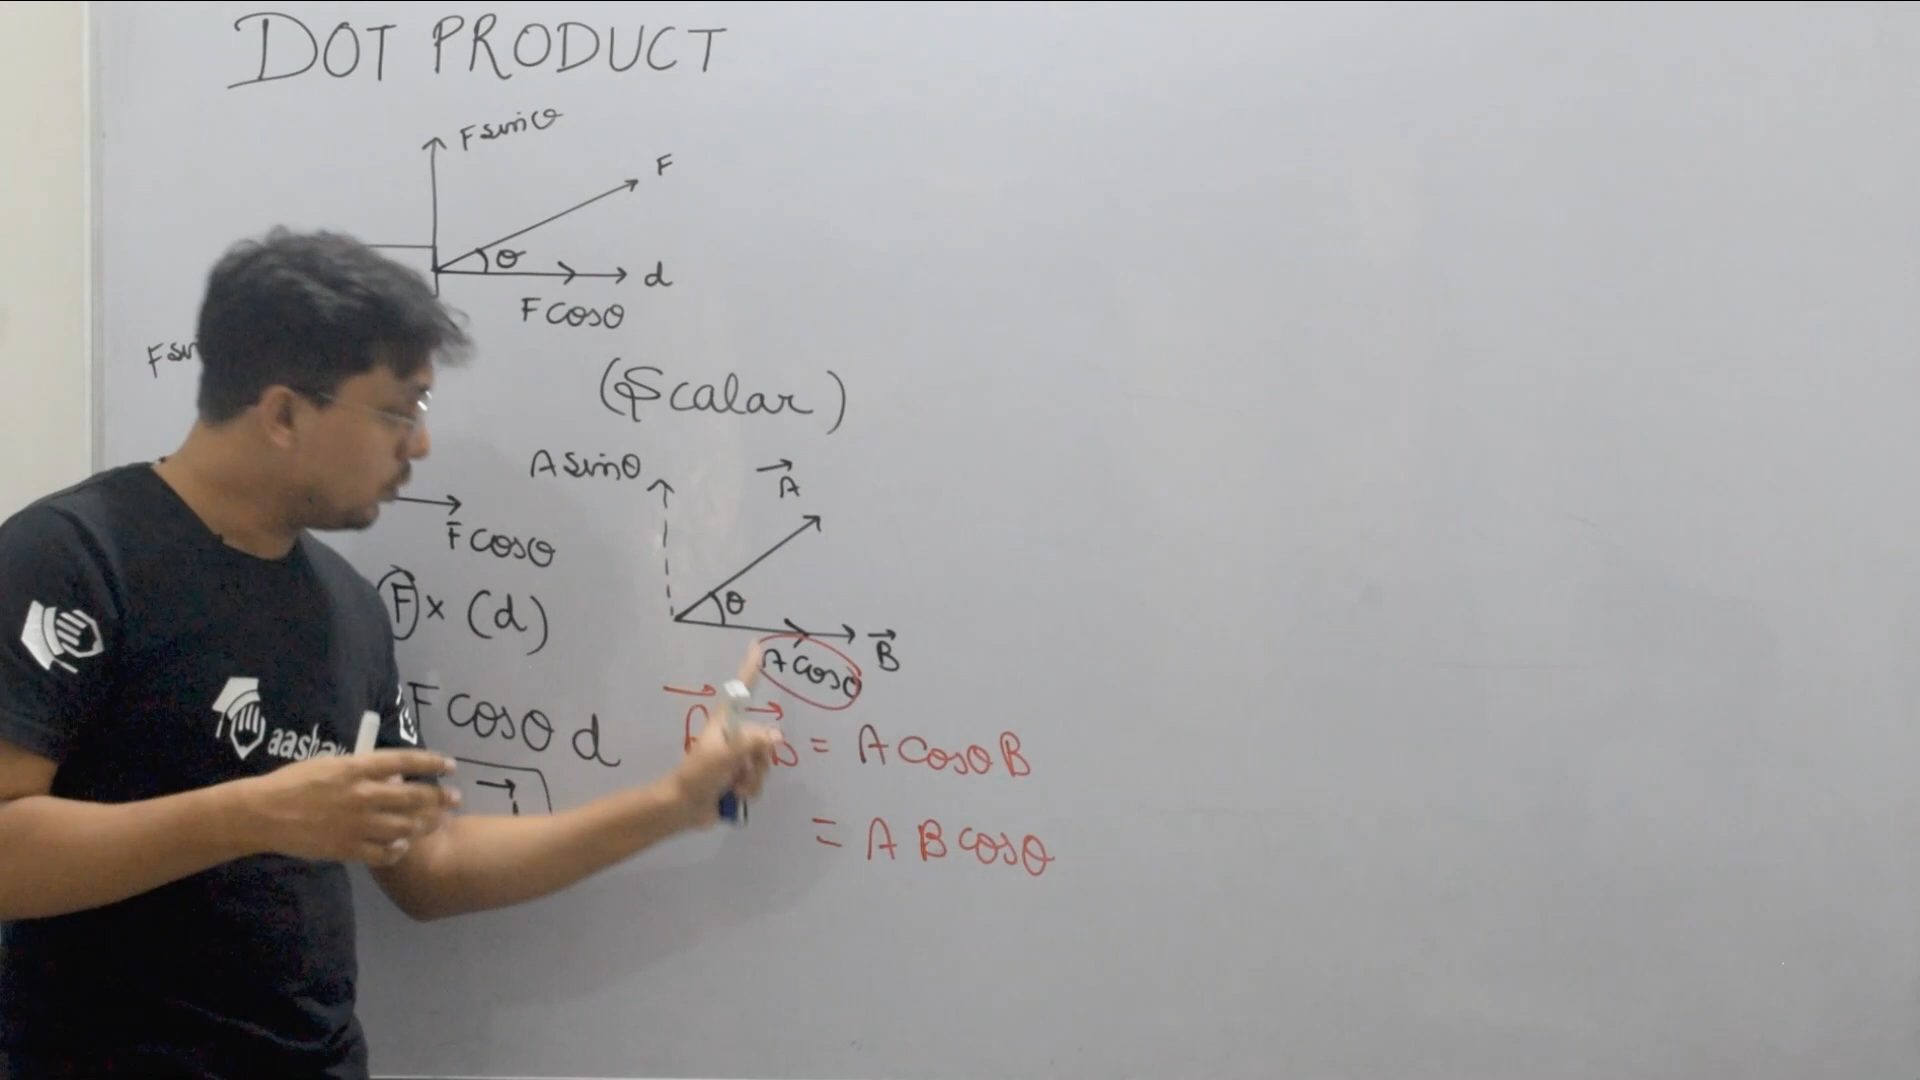 DOT PRODUCT
F sinθ
F
θ
d
F cosθ
F
(Scalar)
A sinθ
A⃗
F cosθ
θ
F⃗ × (d)
B⃗
A cosθ
F cosθ d
= A cosθ B
= A B cosθ